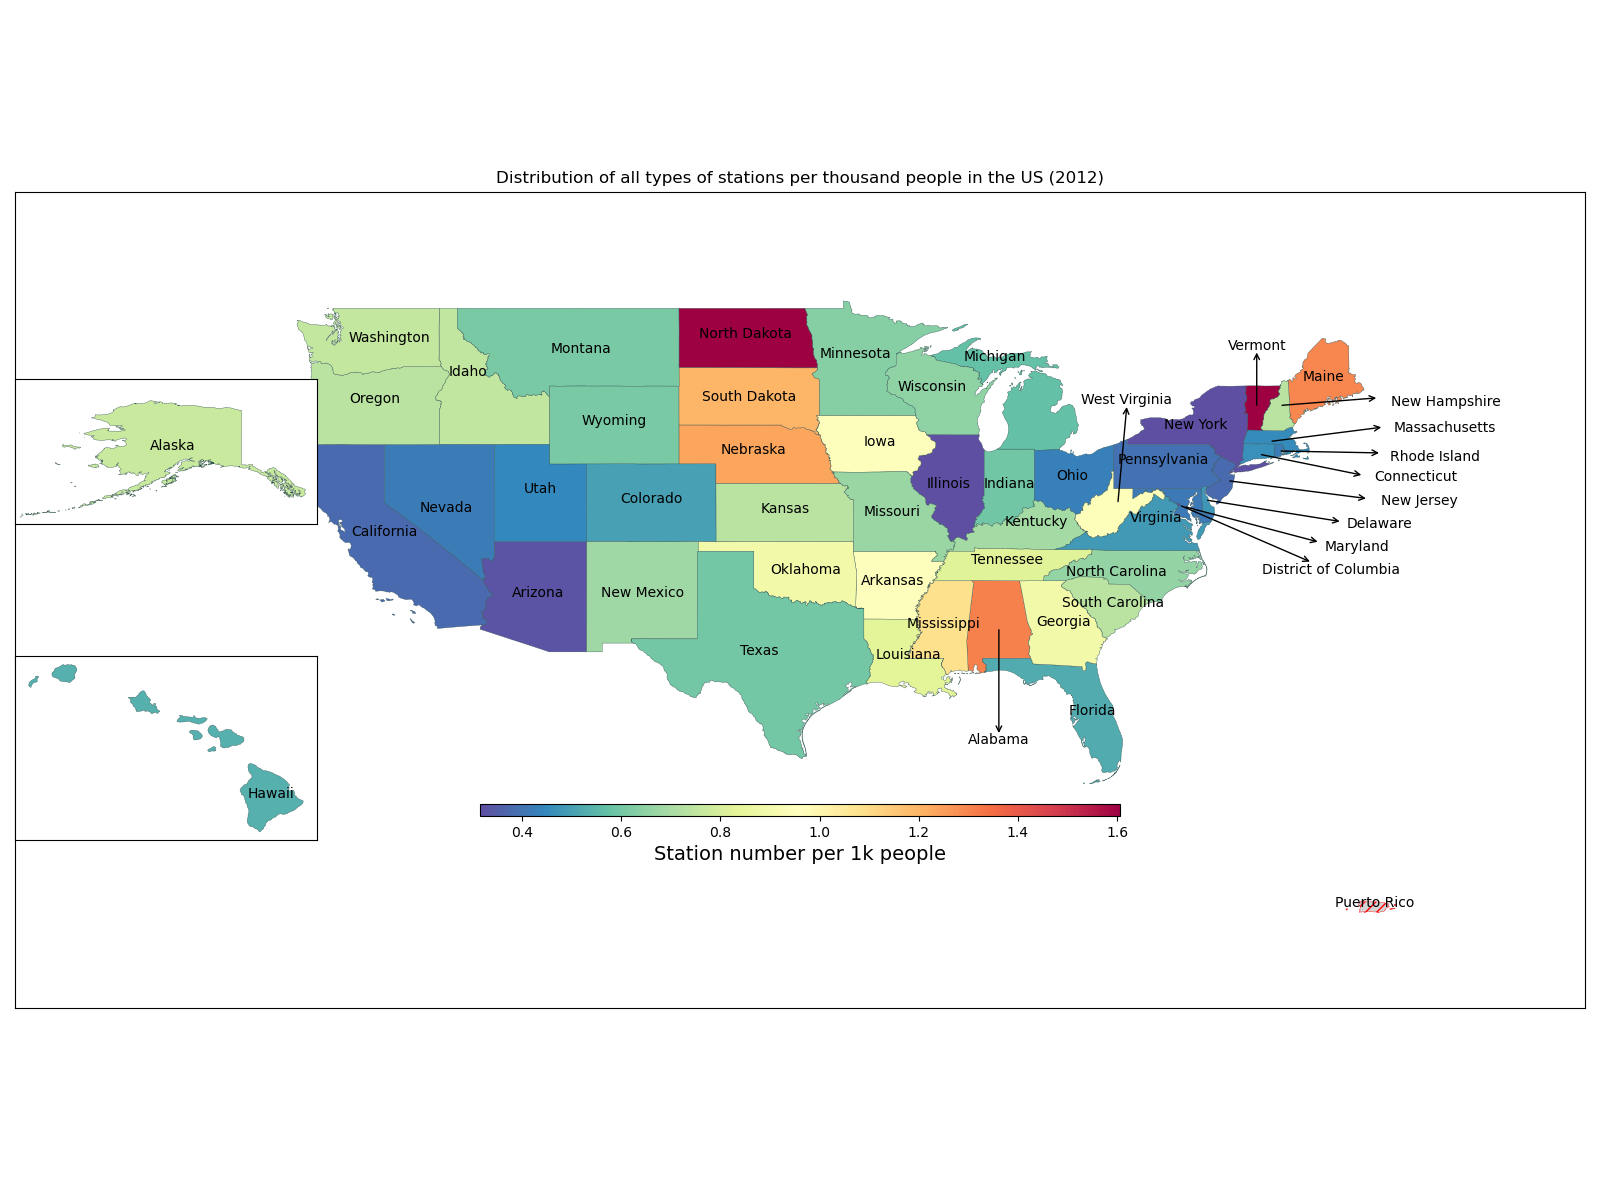 Distribution of all types of stations per thousand people in the US (2012)
Washington
Montana
North Dakota
Minnesota
Michigan
Vermont
Idaho
Maine
Oregon
Wyoming
South Dakota
Wisconsin
West Virginia
New Hampshire
New York
Massachusetts
Alaska
Nebraska
Iowa
Pennsylvania
Rhode Island
Utah
Colorado
Illinois
Indiana
Ohio
Connecticut
Nevada
Kansas
Missouri
Kentucky
Virginia
New Jersey
California
Delaware
Tennessee
Maryland
Oklahoma
Arkansas
North Carolina
District of Columbia
Arizona
New Mexico
South Carolina
Mississippi
Georgia
Texas
Louisiana
Florida
Alabama
Hawaii
0.4 0.6 0.8 1.0 1.2 1.4 1.6
Station number per 1k people
Puerto Rico